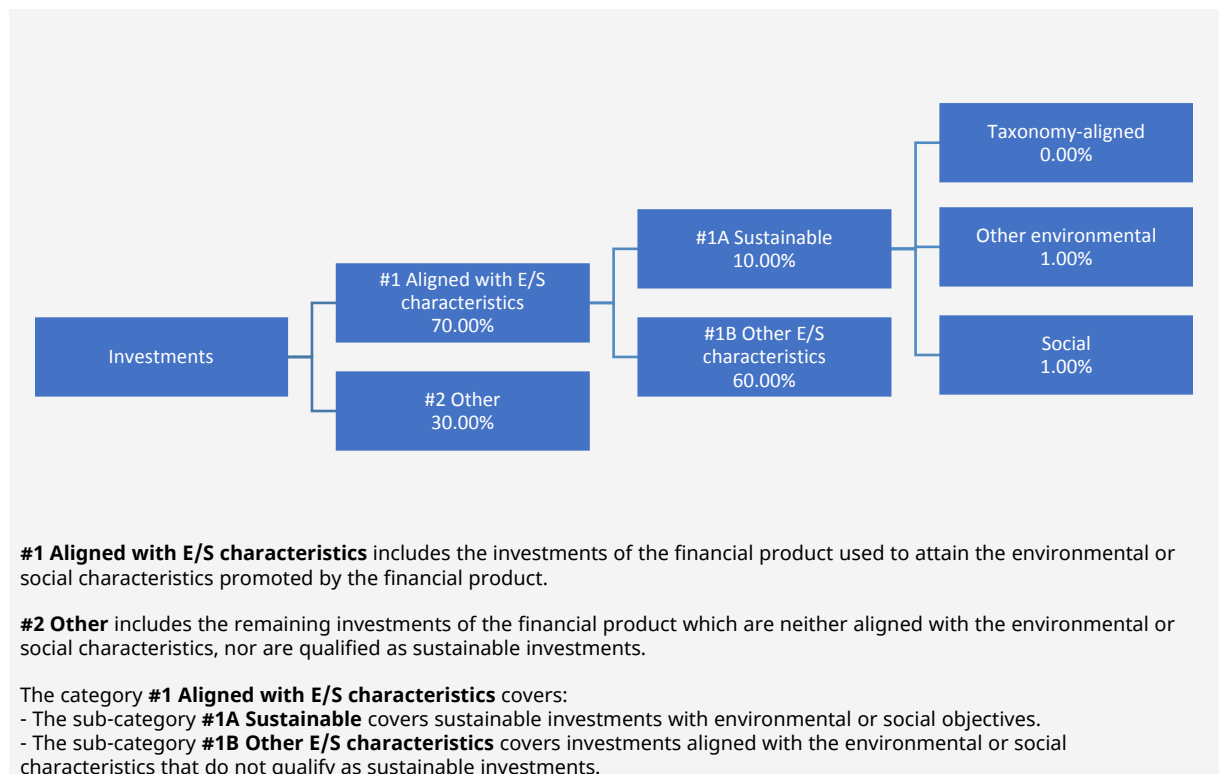 Taxonomy-aligned
0.00%
#1A Sustainable
10.00%
Other environmental
1.00%
#1 Aligned with E/S
characteristics
70.00%
Investments
#1B Other E/S
characteristics
60.00%
Social
1.00%
#2 Other
30.00%
#1 Aligned with E/S characteristics includes the investments of the financial product used to attain the environmental or
social characteristics promoted by the financial product.
#2 Other includes the remaining investments of the financial product which are neither aligned with the environmental or
social characteristics, nor are qualified as sustainable investments.
The category #1 Aligned with E/S characteristics covers:
- The sub-category #1A Sustainable covers sustainable investments with environmental or social objectives.
- The sub-category #1B Other E/S characteristics covers investments aligned with the environmental or social
characteristics that do not qualify as sustainable investments.